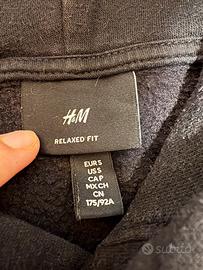 H&M
RELAXED FIT
EUR S
US S
CA P
MX CH
CN
175/92A
subito